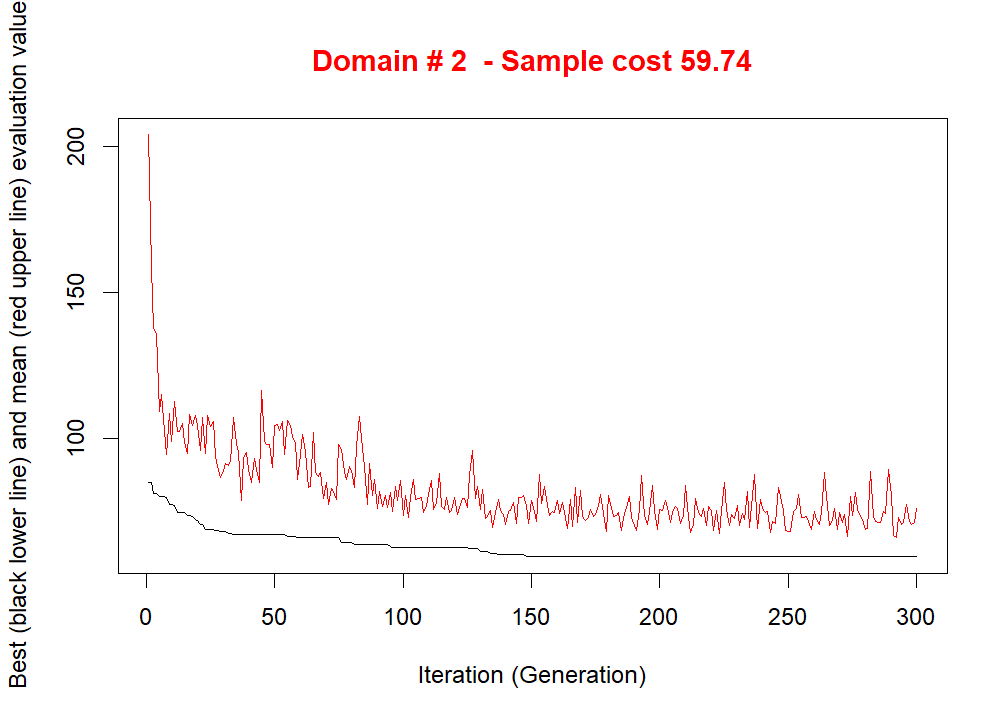 Domain # 2  - Sample cost 59.74
Best (black lower line) and mean (red upper line) evaluation value
200
150
100
0 50 100 150 200 250 300
Iteration (Generation)